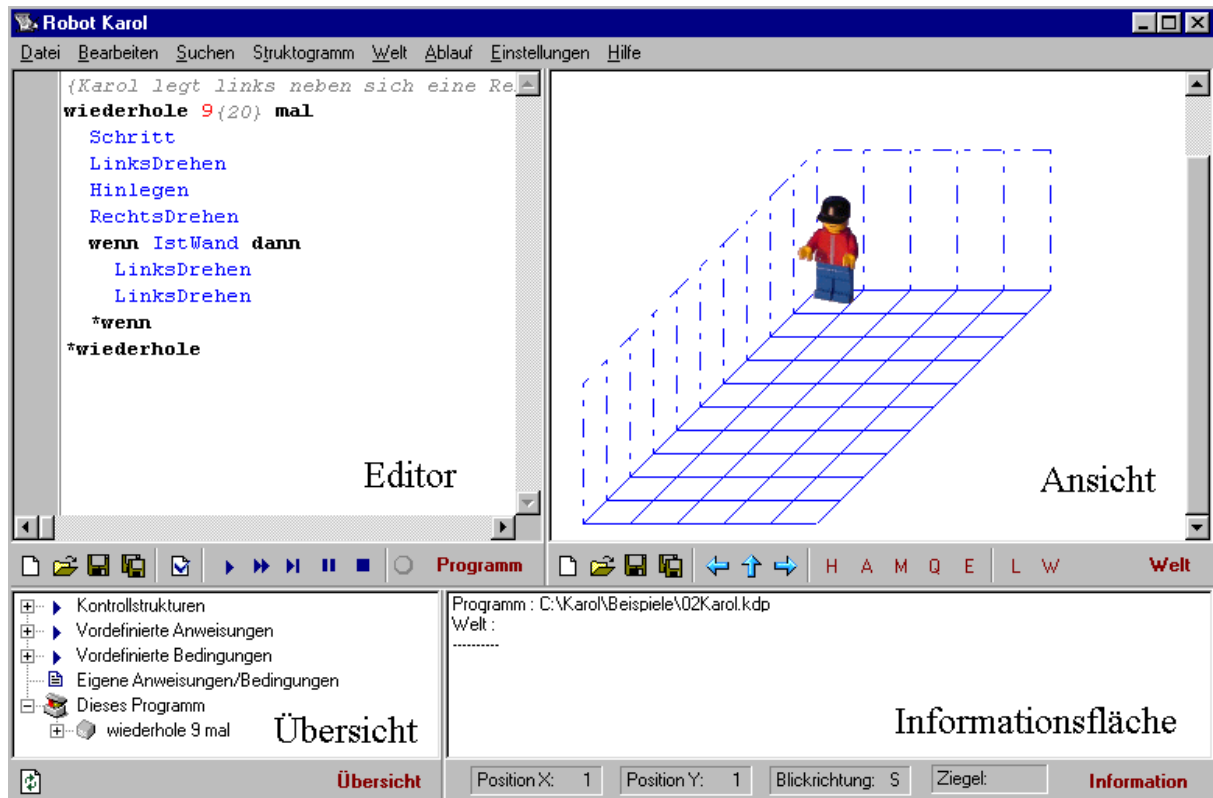 Robot Karol
Datei Bearbeiten Suchen Struktogramm Welt Ablauf Einstellungen Hilfe
{Karol legt links neben sich eine Re
wiederhole 9{20} mal
Schritt
LinksDrehen
Hinlegen
RechtsDrehen
wenn IstWand dann
LinksDrehen
LinksDrehen
*wenn
*wiederhole
Editor
Ansicht
Programm
H A M Q E L W Welt
Kontrollstrukturen
Vordefinierte Anweisungen
Vordefinierte Bedingungen
Eigene Anweisungen/Bedingungen
Dieses Programm
wiederhole 9 mal
Übersicht
Programm : C:\Karol\Beispiele\02Karol.kdp
Welt :
----------
Informationsfläche
Übersicht
Position X: 1 Position Y: 1 Blickrichtung: S Ziegel: Information